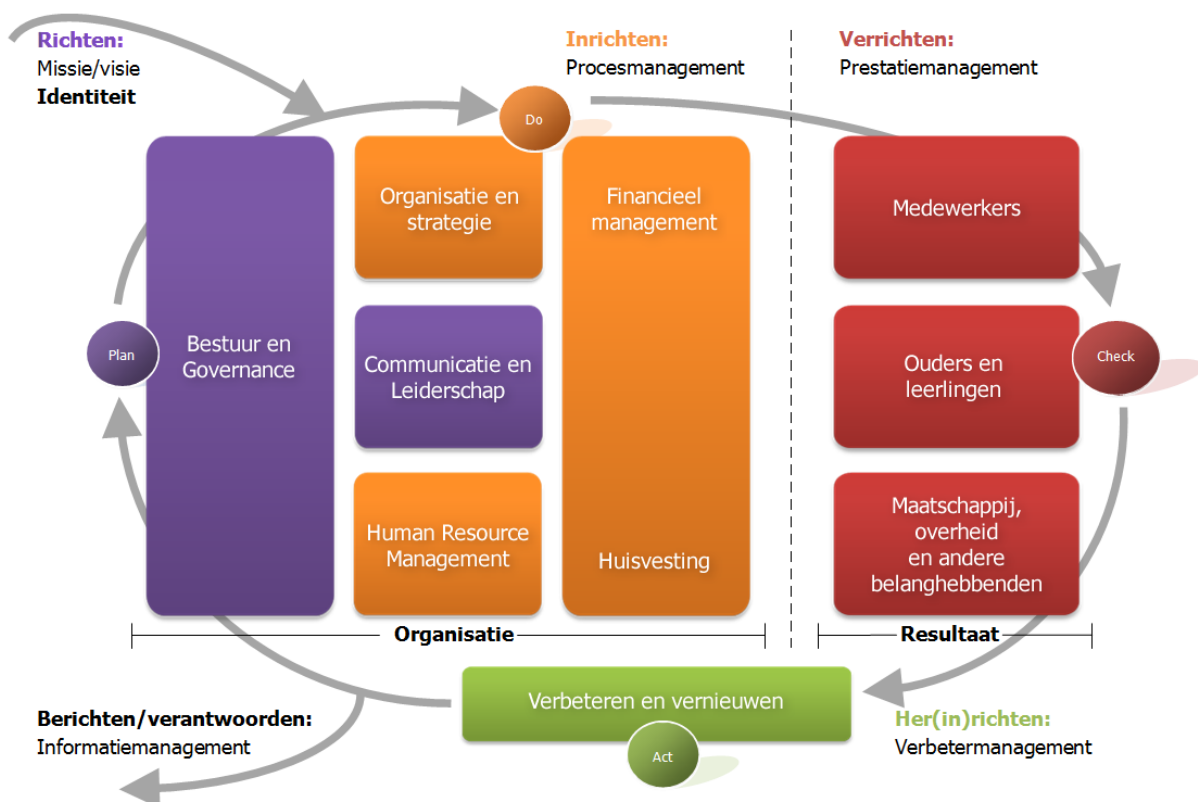 Richten:
Missie/visie
Identiteit
Inrichten:
Procesmanagement
Verrichten:
Prestatiemanagement
Do
Organisatie en
strategie
Financieel
management
Medewerkers
Plan
Bestuur en
Governance
Communicatie en
Leiderschap
Ouders en
leerlingen
Check
Human Resource
Management
Huisvesting
Maatschappij,
overheid
en andere
belanghebbenden
Organisatie
Resultaat
Verbeteren en vernieuwen
Act
Berichten/verantwoorden:
Informatiemanagement
Her(in)richten:
Verbetermanagement